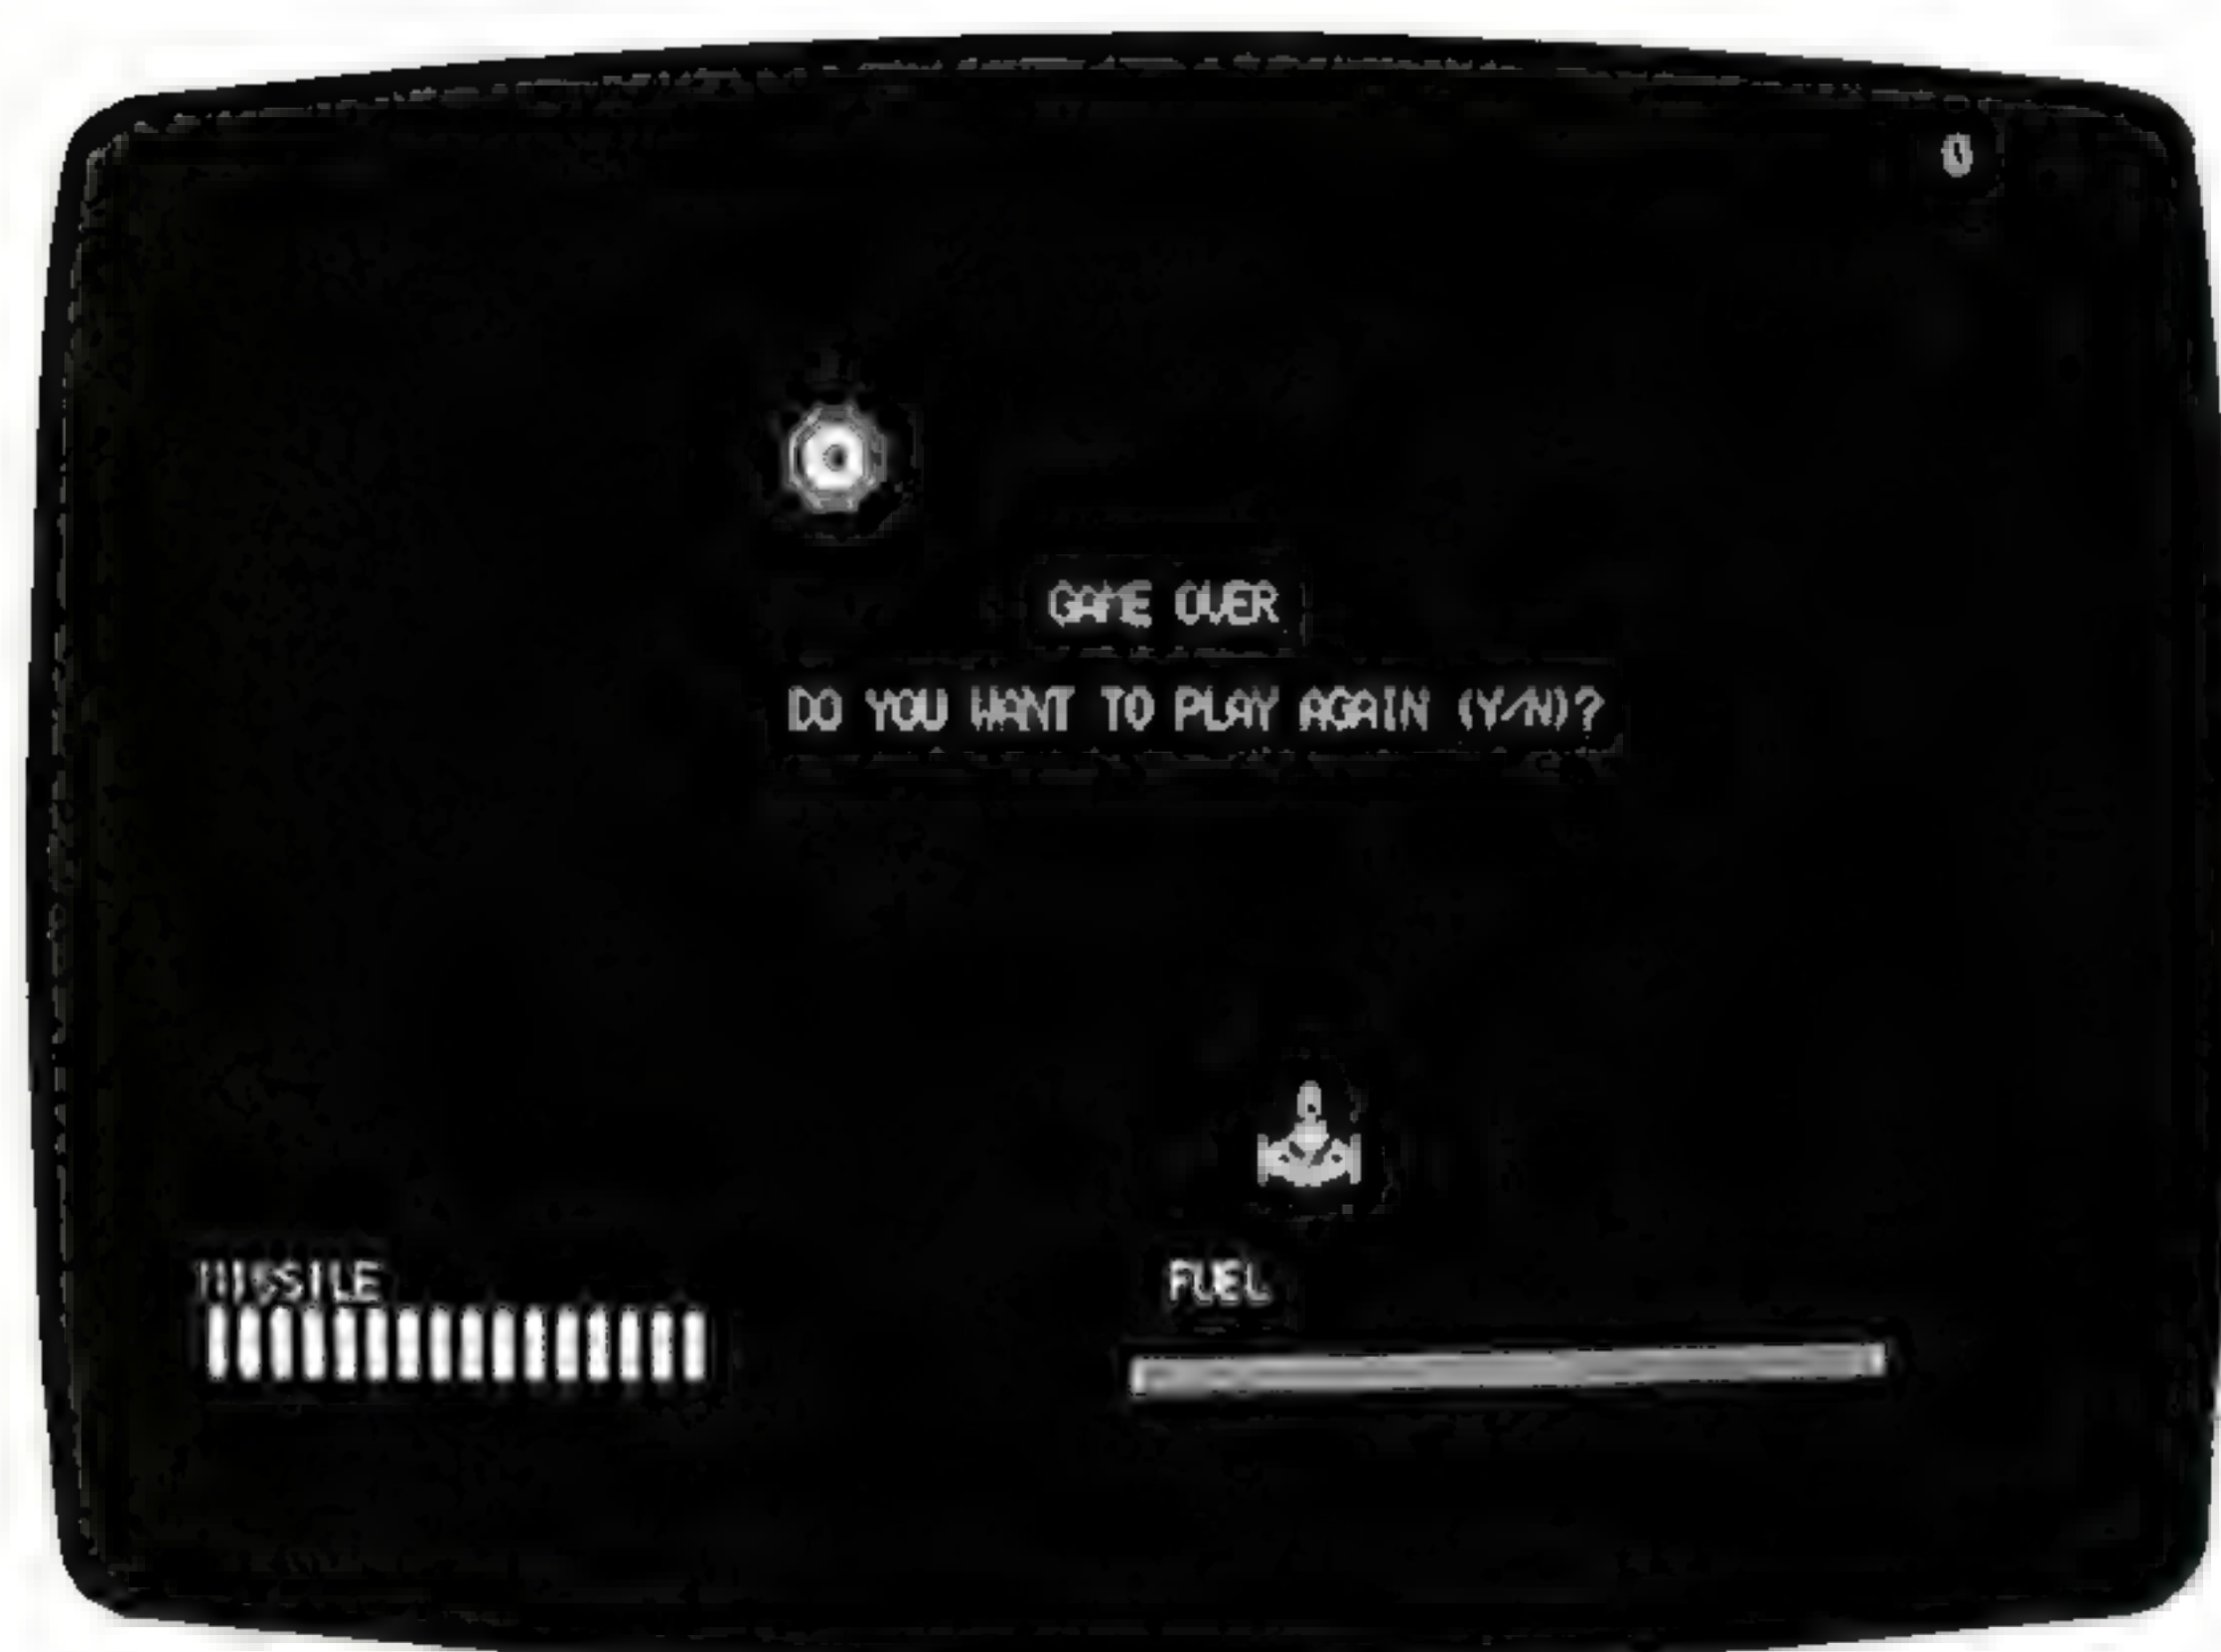 0
GAME OVER
DO YOU WANT TO PLAY AGAIN (Y/N)?
MISSILE
FUEL